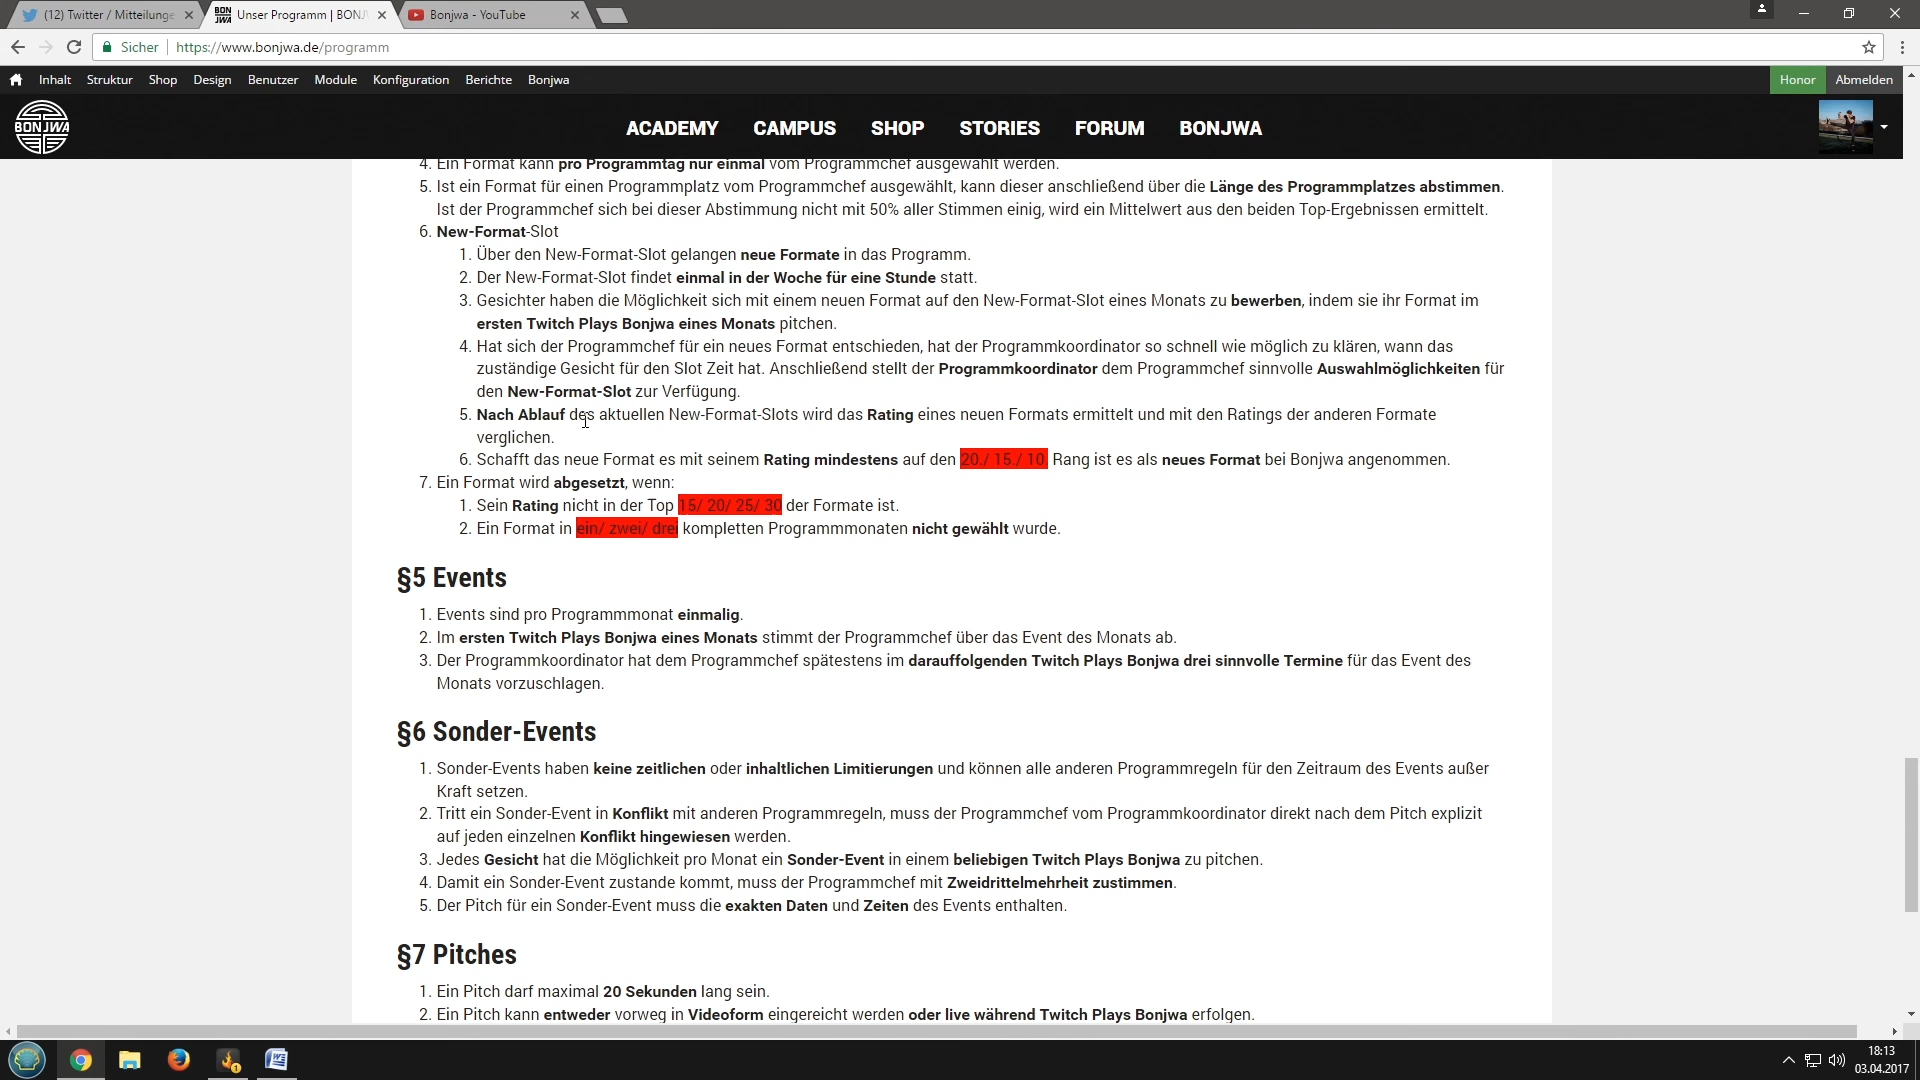 (12) Twitter / Mitteilunge
Unser Programm | BONJW
Bonjwa - YouTube
Sicher
https://www.bonjwa.de/programm
Inhalt Struktur Shop Design Benutzer Module Konfiguration Berichte Bonjwa
Honor Abmelden
BONJWA
ACADEMY CAMPUS SHOP STORIES FORUM BONJWA
4. Ein Format kann pro Programmtag nur einmal vom Programmchef ausgewählt werden.
5. Ist ein Format für einen Programmplatz vom Programmchef ausgewählt, kann dieser anschließend über die Länge des Programmplatzes abstimmen.
Ist der Programmchef sich bei dieser Abstimmung nicht mit 50% aller Stimmen einig, wird ein Mittelwert aus den beiden Top-Ergebnissen ermittelt.
6. New-Format-Slot
1. Über den New-Format-Slot gelangen neue Formate in das Programm.
2. Der New-Format-Slot findet einmal in der Woche für eine Stunde statt.
3. Gesichter haben die Möglichkeit sich mit einem neuen Format auf den New-Format-Slot eines Monats zu bewerben, indem sie ihr Format im
ersten Twitch Plays Bonjwa eines Monats pitchen.
4. Hat sich der Programmchef für ein neues Format entschieden, hat der Programmkoordinator so schnell wie möglich zu klären, wann das
zuständige Gesicht für den Slot Zeit hat. Anschließend stellt der Programmkoordinator dem Programmchef sinnvolle Auswahlmöglichkeiten für
den New-Format-Slot zur Verfügung.
5. Nach Ablauf des aktuellen New-Format-Slots wird das Rating eines neuen Formats ermittelt und mit den Ratings der anderen Formate
verglichen.
6. Schafft das neue Format es mit seinem Rating mindestens auf den 20./ 15./ 10. Rang ist es als neues Format bei Bonjwa angenommen.
7. Ein Format wird abgesetzt, wenn:
1. Sein Rating nicht in der Top 15/ 20/ 25/ 30 der Formate ist.
2. Ein Format in ein/ zwei/ drei kompletten Programmmonaten nicht gewählt wurde.
§5 Events
1. Events sind pro Programmmonat einmalig.
2. Im ersten Twitch Plays Bonjwa eines Monats stimmt der Programmchef über das Event des Monats ab.
3. Der Programmkoordinator hat dem Programmchef spätestens im darauffolgenden Twitch Plays Bonjwa drei sinnvolle Termine für das Event des
Monats vorzuschlagen.
§6 Sonder-Events
1. Sonder-Events haben keine zeitlichen oder inhaltlichen Limitierungen und können alle anderen Programmregeln für den Zeitraum des Events außer
Kraft setzen.
2. Tritt ein Sonder-Event in Konflikt mit anderen Programmregeln, muss der Programmchef vom Programmkoordinator direkt nach dem Pitch explizit
auf jeden einzelnen Konflikt hingewiesen werden.
3. Jedes Gesicht hat die Möglichkeit pro Monat ein Sonder-Event in einem beliebigen Twitch Plays Bonjwa zu pitchen.
4. Damit ein Sonder-Event zustande kommt, muss der Programmchef mit Zweidrittelmehrheit zustimmen.
5. Der Pitch für ein Sonder-Event muss die exakten Daten und Zeiten des Events enthalten.
§7 Pitches
1. Ein Pitch darf maximal 20 Sekunden lang sein.
2. Ein Pitch kann entweder vorweg in Videoform eingereicht werden oder live während Twitch Plays Bonjwa erfolgen.
18:13
03.04.2017